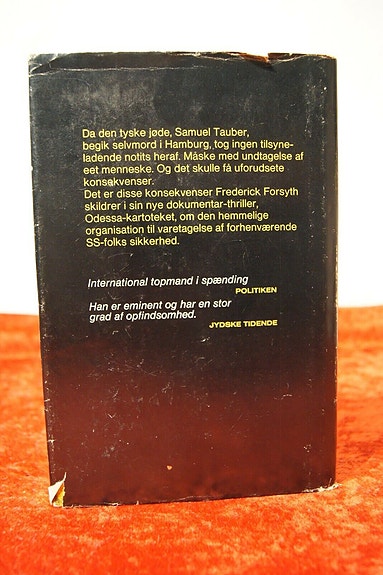 Da den tyske jøde, Samuel Tauber,
begik selvmord i Hamburg, tog ingen tilsyne-
ladende notits heraf. Måske med undtagelse af
eet menneske. Og det skulle få uforudsete
konsekvenser.
Det er disse konsekvenser Frederick Forsyth
skildrer i sin nye dokumentar-thriller,
Odessa-kartoteket, om den hemmelige
organisation til varetagelse af forhenværende
SS-folks sikkerhed.
International topmand i spænding
POLITIKEN
Han er eminent og har en stor
grad af opfindsomhed.
JYDSKE TIDENDE